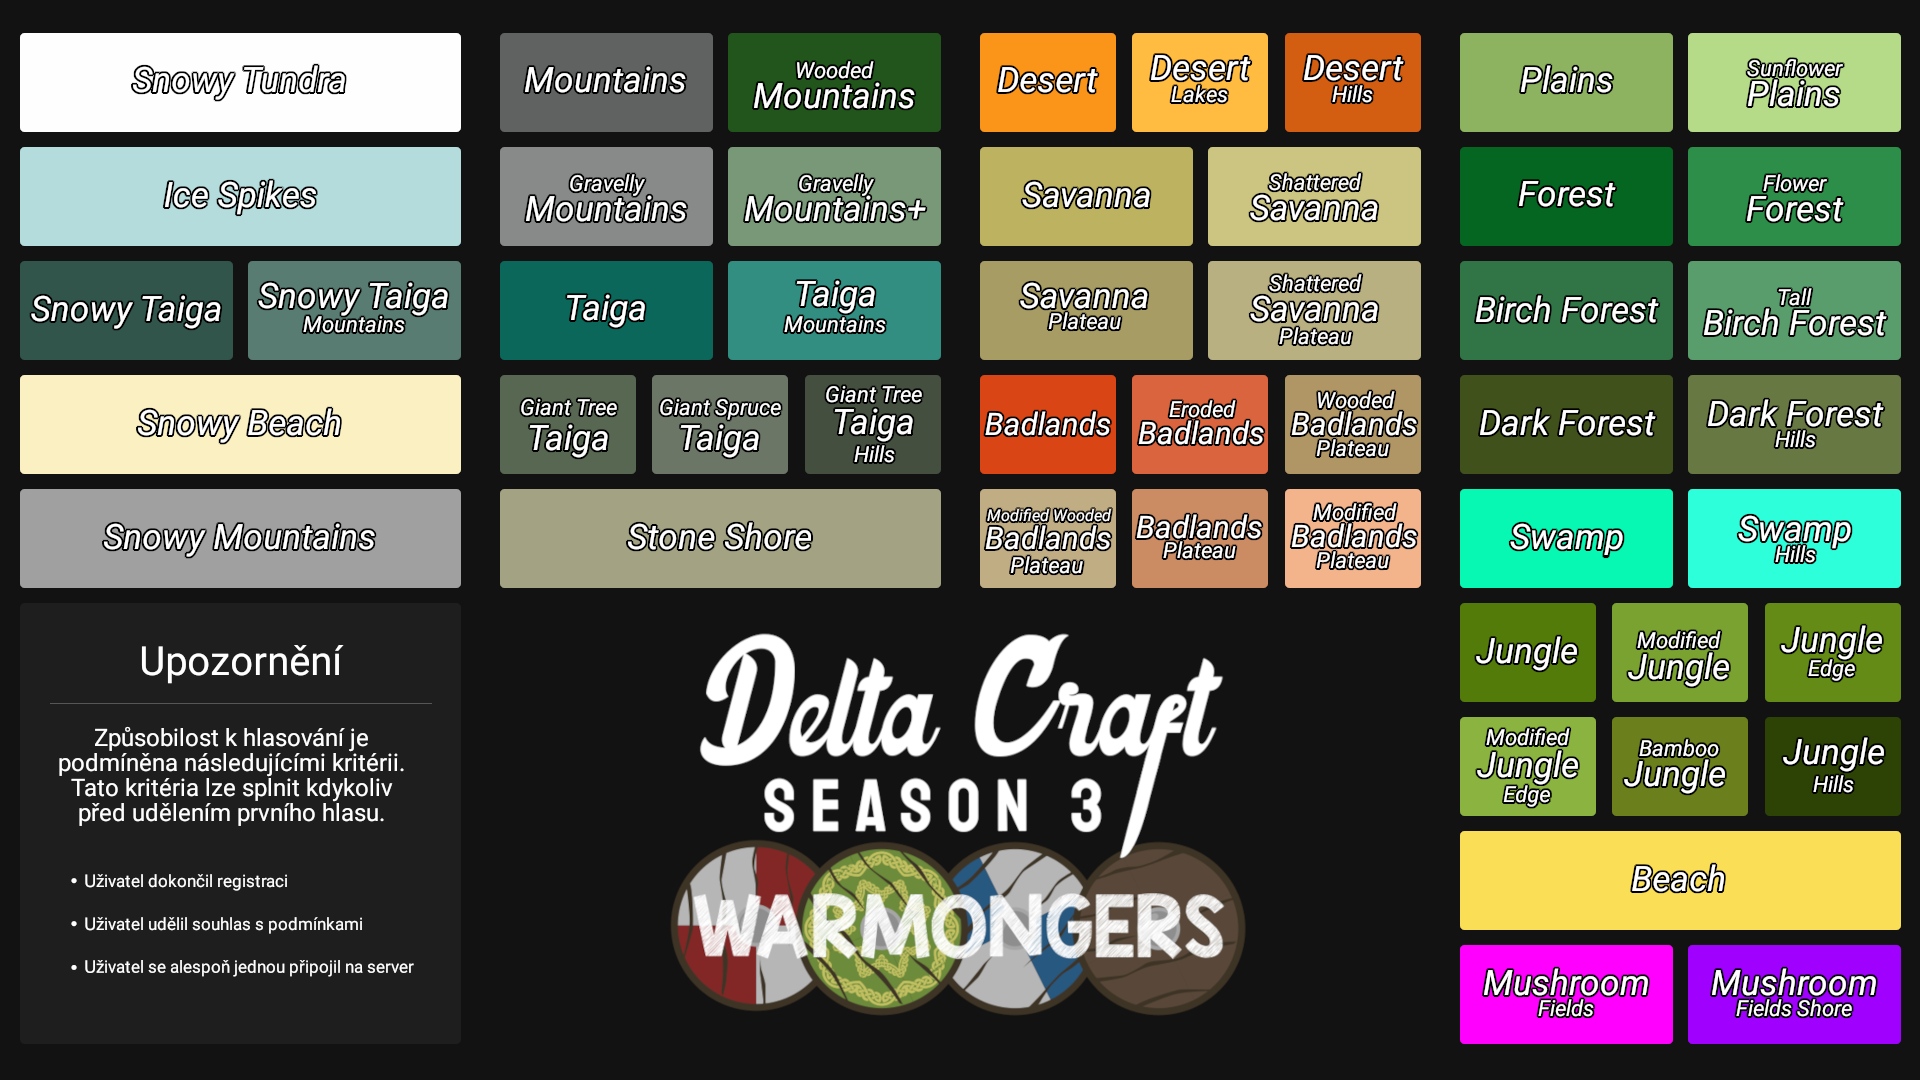 Snowy Tundra
Ice Spikes
Snowy Taiga
Snowy Taiga
Mountains
Snowy Beach
Snowy Mountains
Mountains
Wooded
Mountains
Gravelly
Mountains
Gravelly
Mountains+
Taiga
Taiga
Mountains
Giant Tree
Taiga
Giant Spruce
Taiga
Giant Tree
Taiga
Hills
Stone Shore
Desert
Desert
Lakes
Desert
Hills
Savanna
Shattered
Savanna
Savanna
Plateau
Shattered
Savanna
Plateau
Badlands
Eroded
Badlands
Wooded
Badlands
Plateau
Modified Wooded
Badlands
Plateau
Badlands
Plateau
Modified
Badlands
Plateau
Plains
Sunflower
Plains
Forest
Flower
Forest
Birch Forest
Tall
Birch Forest
Dark Forest
Dark Forest
Hills
Swamp
Swamp
Hills
Jungle
Modified
Jungle
Jungle
Edge
Modified
Jungle
Edge
Bamboo
Jungle
Jungle
Hills
Beach
Mushroom
Fields
Mushroom
Fields Shore
Upozornění
Způsobilost k hlasování je
podmíněna následujícími kritérii.
Tato kritéria lze splnit kdykoliv
před udělením prvního hlasu.
• Uživatel dokončil registraci
• Uživatel udělil souhlas s podmínkami
• Uživatel se alespoň jednou připojil na server
Delta Craft
SEASON 3
WARMONGERS